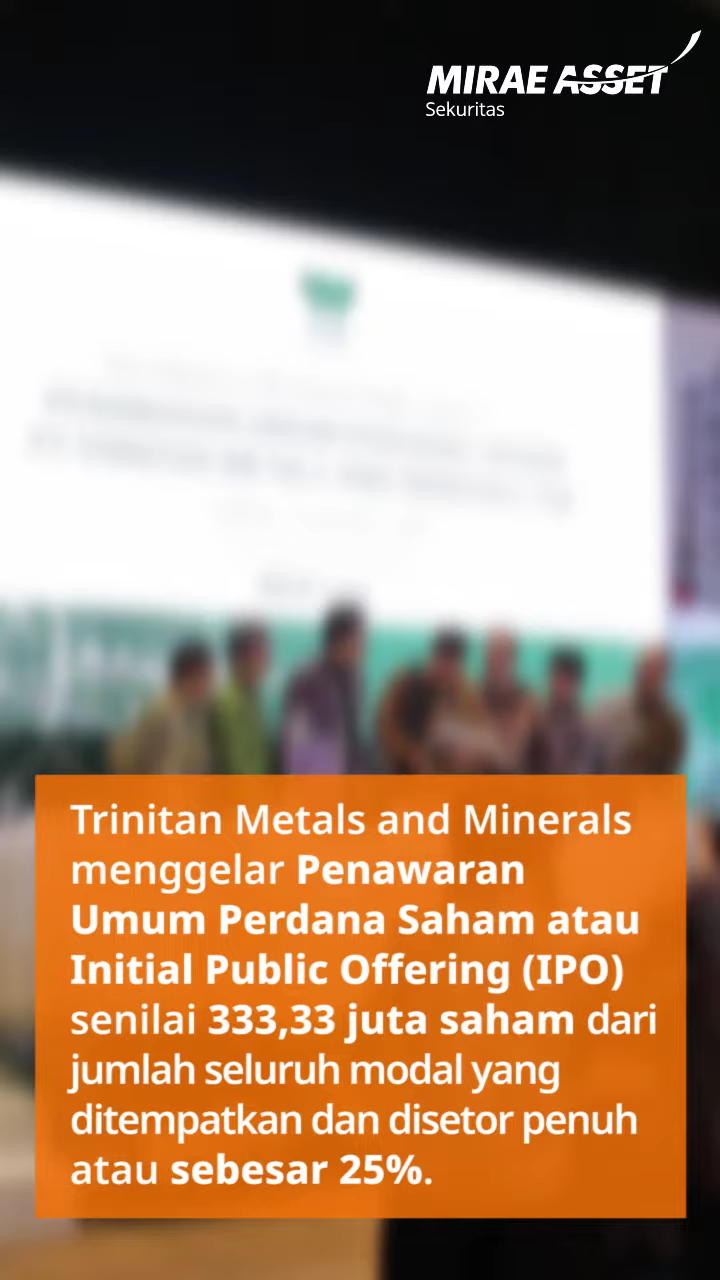 MIRAE ASSET
Sekuritas
Trinitan Metals and Minerals
menggelar Penawaran
Umum Perdana Saham atau
Initial Public Offering (IPO)
senilai 333,33 juta saham dari
jumlah seluruh modal yang
ditempatkan dan disetor penuh
atau sebesar 25%.